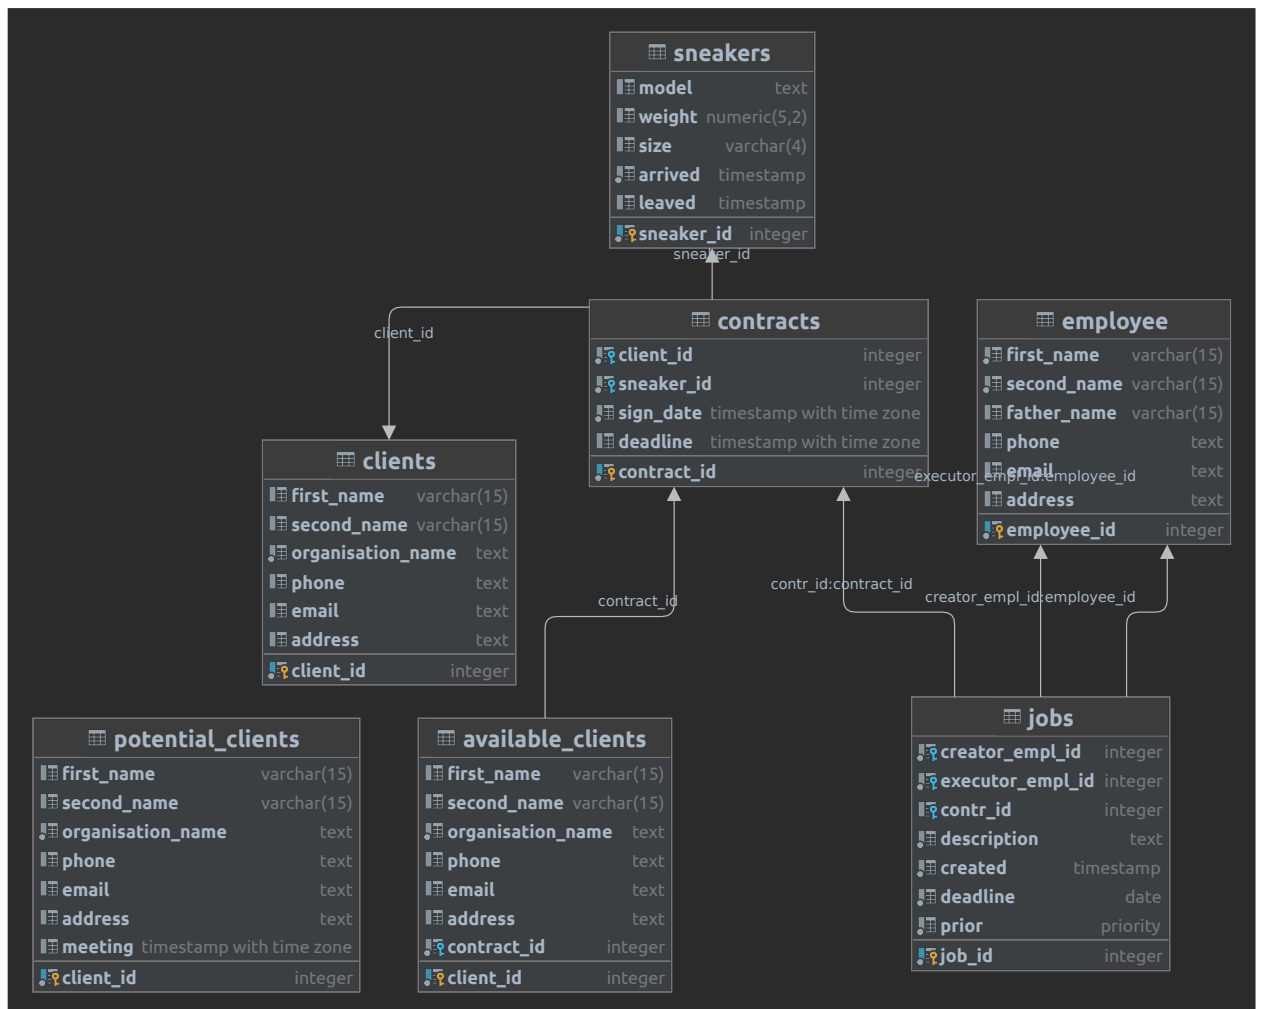 sneakers
model text
weight numeric(5,2)
size varchar(4)
arrived timestamp
leaved timestamp
sneaker_id integer
sneaker_id
client_id
contracts
client_id integer
sneaker_id integer
sign_date timestamp with time zone
deadline timestamp with time zone
contract_id integer
employee
first_name varchar(15)
second_name varchar(15)
father_name varchar(15)
phone text
email text
address text
employee_id integer
executor_empl_id:employee_id
clients
first_name varchar(15)
second_name varchar(15)
organisation_name text
phone text
email text
address text
client_id integer
contract_id
contr_id:contract_id
creator_empl_id:employee_id
potential_clients
first_name varchar(15)
second_name varchar(15)
organisation_name text
phone text
email text
address text
meeting timestamp with time zone
client_id integer
available_clients
first_name varchar(15)
second_name varchar(15)
organisation_name text
phone text
email text
address text
contract_id integer
client_id integer
jobs
creator_empl_id integer
executor_empl_id integer
contr_id integer
description text
created timestamp
deadline date
prior priority
job_id integer